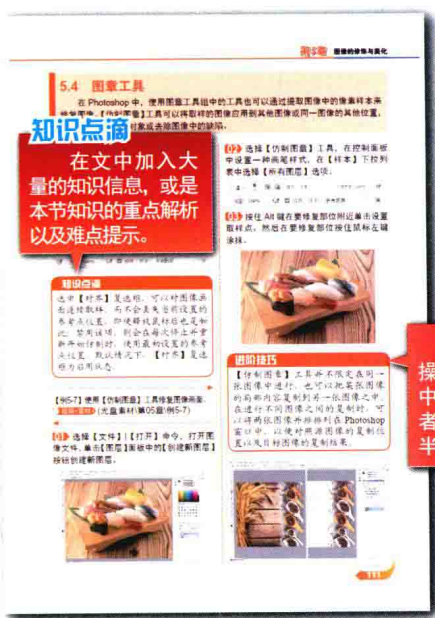 第5章 图像的修饰与美化
5.4 图章工具
在 Photoshop 中，使用图章工具组中的工具也可以通过提取图像中的像素样本来
修复图像。【仿制图章】工具可以将取样的图像应用到其他图像或同一图像的其他位置，
对象或去除图像中的缺陷。
知识点滴
在文中加入大
量的知识信息，或是
本节知识的重点解析
以及难点提示。
知识点滴
选中【对齐】复选框，可以对图像画
面连续取样，而不会丢失当前设置的
参考点位置，即使释放鼠标后也是如
此；禁用该项，则会在每次停止并重
新开始仿制时，使用最初设置的参考
点位置。默认情况下，【对齐】复选
框为启用状态。
【例5-7】使用【仿制图章】工具修复图像画面。
(光盘素材\第05章\例5-7)
01 选择【文件】|【打开】命令，打开图
像文件，单击【图层】面板中的【创建新图层】
按钮创建新图层。
02 选择【仿制图章】工具，在控制面板
中设置一种画笔样式，在【样本】下拉列
表中选择【所有图层】选项。
03 按住 Alt 键在要修复部位附近单击设置
取样点，然后在要修复部位按住鼠标左键
涂抹。
进阶技巧
【仿制图章】工具并不限定在同一
张图像中进行，也可以把某张图像
的局部内容复制到另一张图像之中。
在进行不同图像之间的复制时，可
以将两张图像并排排列在 Photoshop
窗口中，以便对照源图像的复制位
置以及目标图像的复制结果。
操
中
者
半